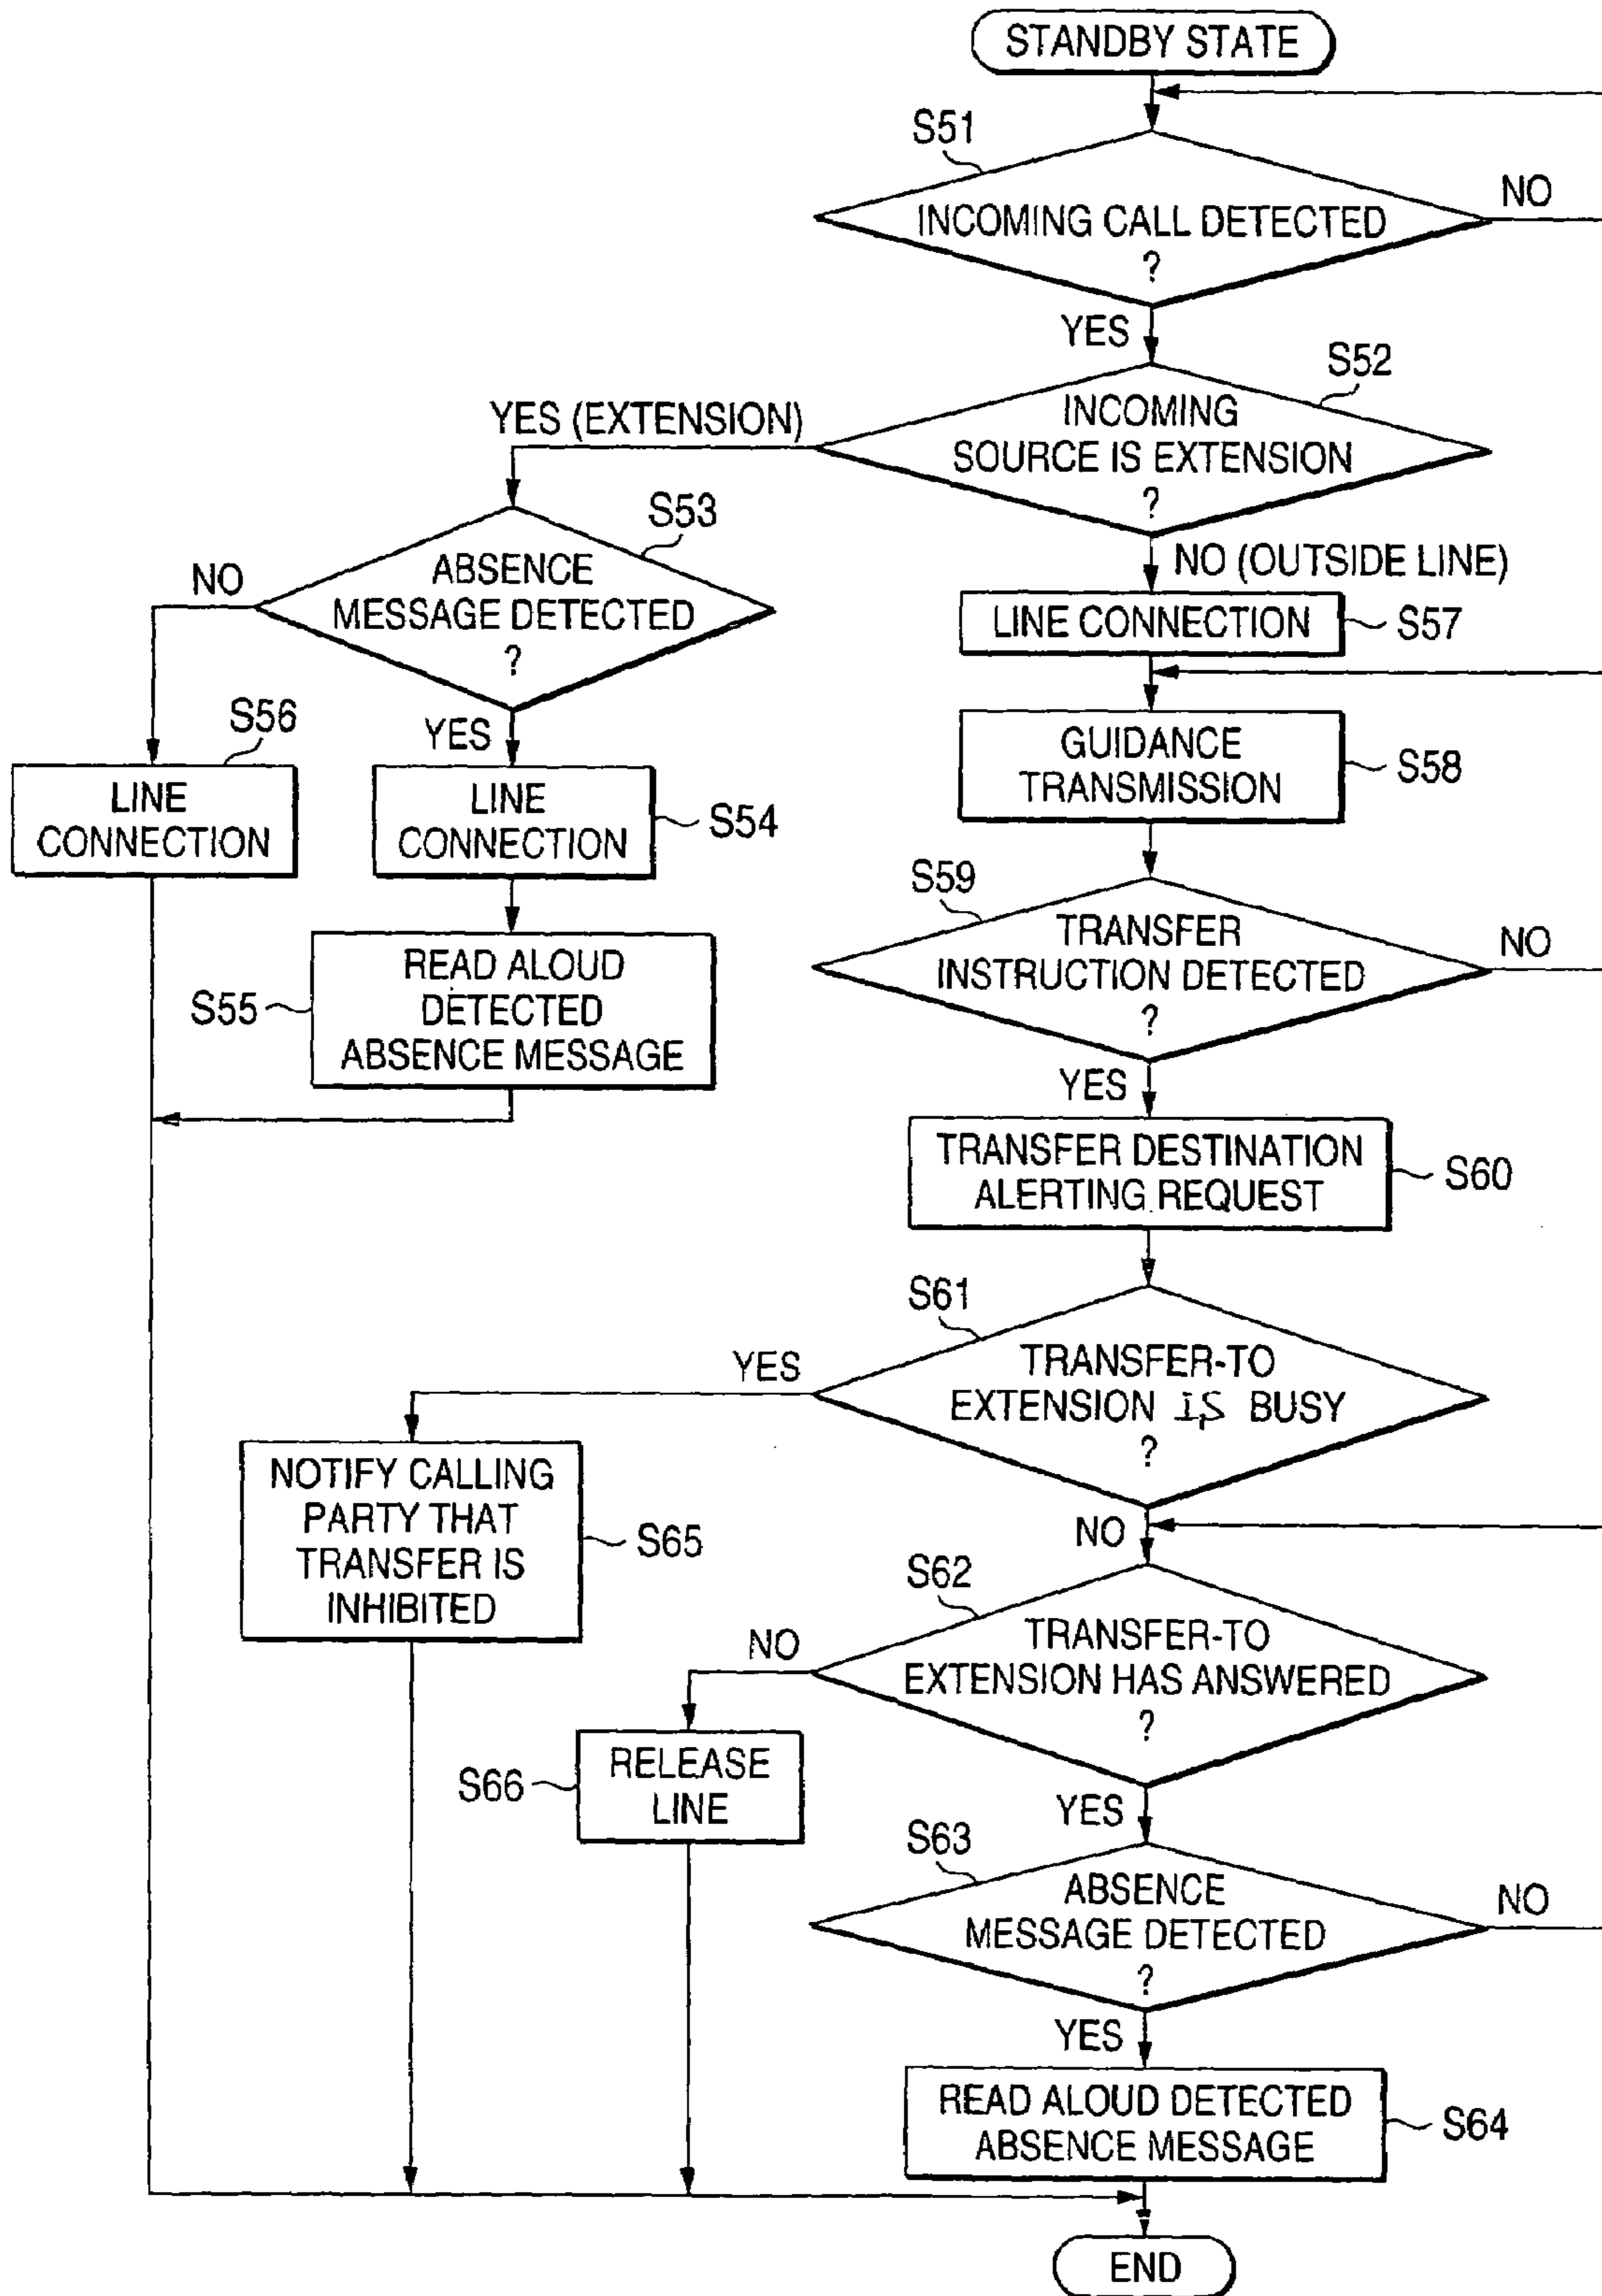 STANDBY STATE
S51
INCOMING CALL DETECTED
?
NO
YES
S52
INCOMING
SOURCE IS EXTENSION
?
YES (EXTENSION)
NO (OUTSIDE LINE)
S53
ABSENCE
MESSAGE DETECTED
?
NO
YES
S56
LINE
CONNECTION
LINE
CONNECTION
S54
S55
READ ALOUD
DETECTED
ABSENCE MESSAGE
LINE CONNECTION
S57
GUIDANCE
TRANSMISSION
S58
S59
TRANSFER
INSTRUCTION DETECTED
?
NO
YES
TRANSFER DESTINATION
ALERTING REQUEST
S60
S61
TRANSFER-TO
EXTENSION IS BUSY
?
YES
NO
NOTIFY CALLING
PARTY THAT
TRANSFER IS
INHIBITED
S65
S62
TRANSFER-TO
EXTENSION HAS ANSWERED
?
NO
YES
S66
RELEASE
LINE
S63
ABSENCE
MESSAGE DETECTED
?
NO
YES
READ ALOUD DETECTED
ABSENCE MESSAGE
S64
END